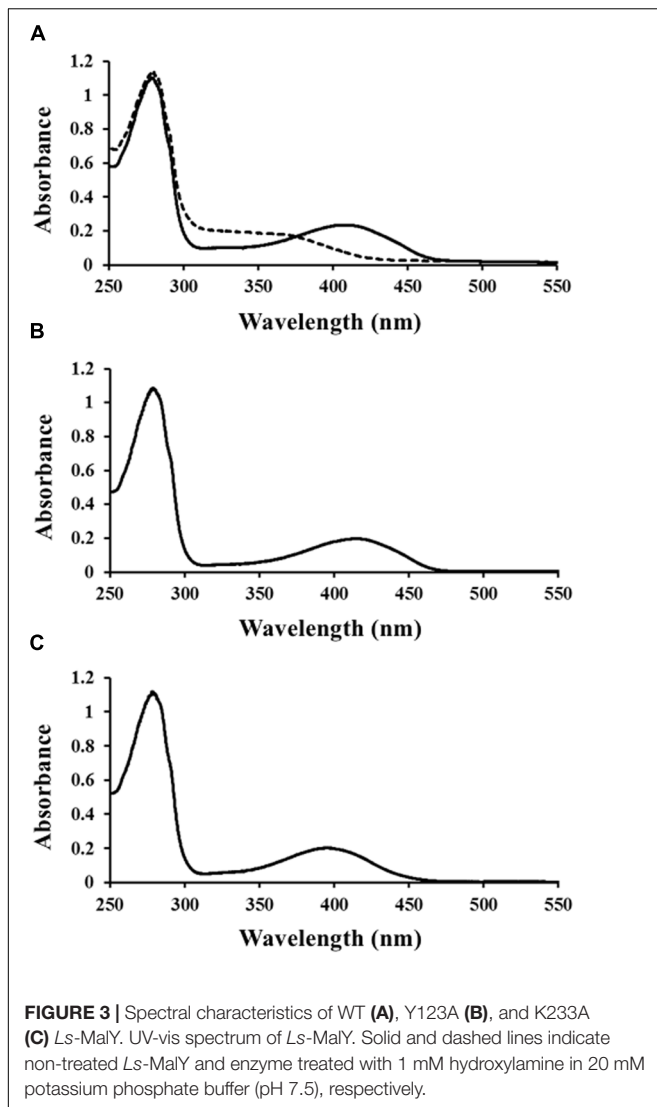 A
Absorbance
1.2
1
0.8
0.6
0.4
0.2
0
250 300 350 400 450 500 550
Wavelength (nm)
B
Absorbance
1.2
1
0.8
0.6
0.4
0.2
0
250 300 350 400 450 500 550
Wavelength (nm)
C
Absorbance
1.2
1
0.8
0.6
0.4
0.2
0
250 300 350 400 450 500 550
Wavelength (nm)
FIGURE 3 | Spectral characteristics of WT (A), Y123A (B), and K233A
(C) Ls-MalY. UV-vis spectrum of Ls-MalY. Solid and dashed lines indicate
non-treated Ls-MalY and enzyme treated with 1 mM hydroxylamine in 20 mM
potassium phosphate buffer (pH 7.5), respectively.